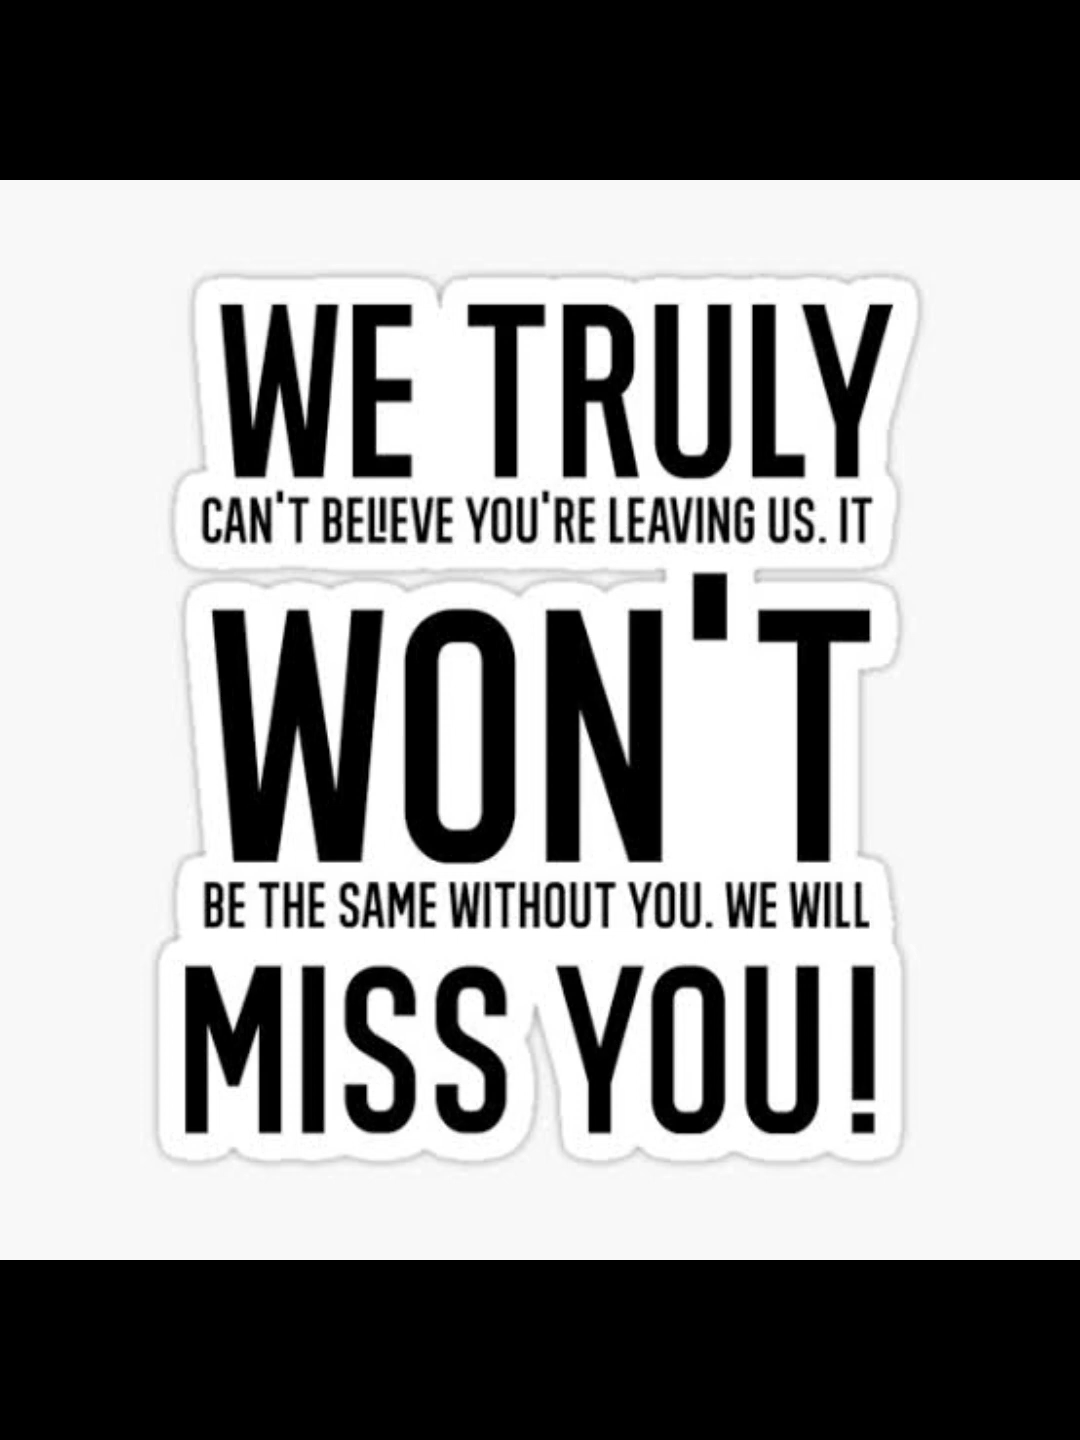 WE TRULY
CAN'T BELIEVE YOU'RE LEAVING US. IT
WON'T
BE THE SAME WITHOUT YOU. WE WILL
MISS YOU!